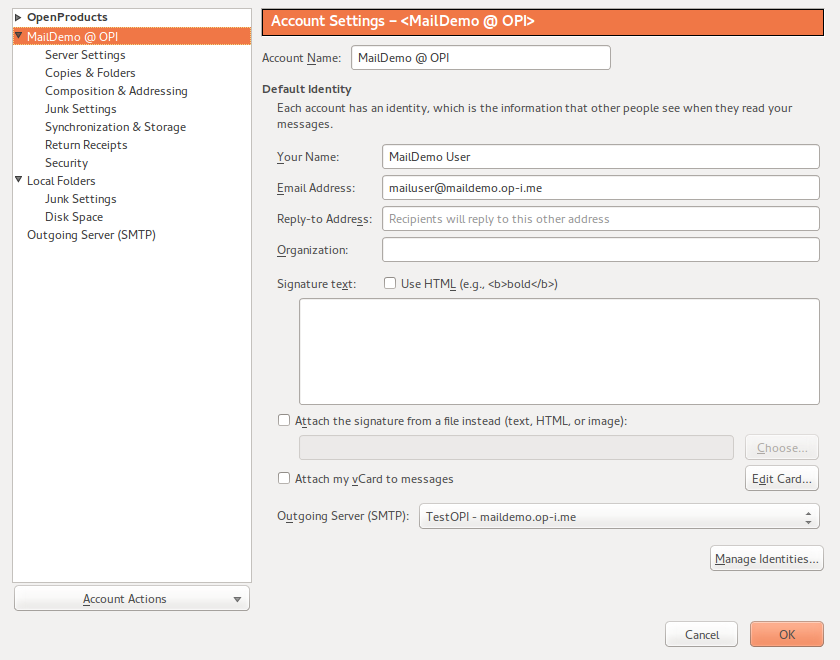 OpenProducts
MailDemo @ OPI
Server Settings
Copies & Folders
Composition & Addressing
Junk Settings
Synchronization & Storage
Return Receipts
Security
Local Folders
Junk Settings
Disk Space
Outgoing Server (SMTP)
Account Actions
Account Settings – <MailDemo @ OPI>
Account Name: MailDemo @ OPI
Default Identity
Each account has an identity, which is the information that other people see when they read your
messages.
Your Name: MailDemo User
Email Address: mailuser@maildemo.op-i.me
Reply-to Address: Recipients will reply to this other address
Organization:
Signature text: Use HTML (e.g., <b>bold</b>)
Attach the signature from a file instead (text, HTML, or image):
Choose...
Attach my vCard to messages
Edit Card...
Outgoing Server (SMTP): TestOPI - maildemo.op-i.me
Manage Identities...
Cancel OK